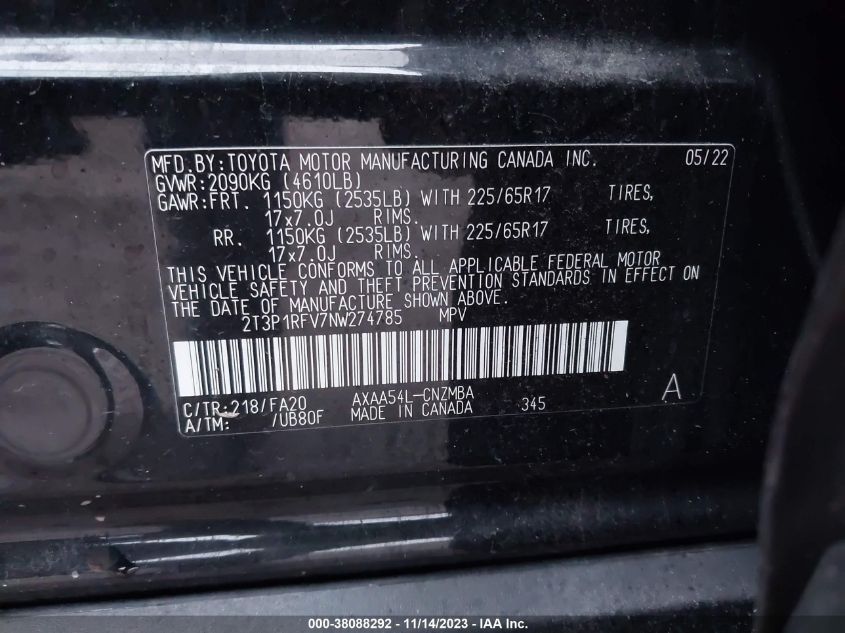 MFD.BY:TOYOTA MOTOR MANUFACTURING CANADA INC. 05/22
GVWR:2090KG (4610LB)
GAWR:FRT. 1150KG (2535LB) WITH 225/65R17 TIRES,
17x7.0J RIMS.
RR. 1150KG (2535LB) WITH 225/65R17 TIRES,
17x7.0J RIMS.
THIS VEHICLE CONFORMS TO ALL APPLICABLE FEDERAL MOTOR
VEHICLE SAFETY AND THEFT PREVENTION STANDARDS IN EFFECT ON
THE DATE OF MANUFACTURE SHOWN ABOVE.
2T3P1RFV7NW274785 MPV
C/TR:218/FA20 AXAA54L-CNZMBA A
A/TM: /UB80F MADE IN CANADA 345
000-38088292 - 11/14/2023 - IAA Inc.